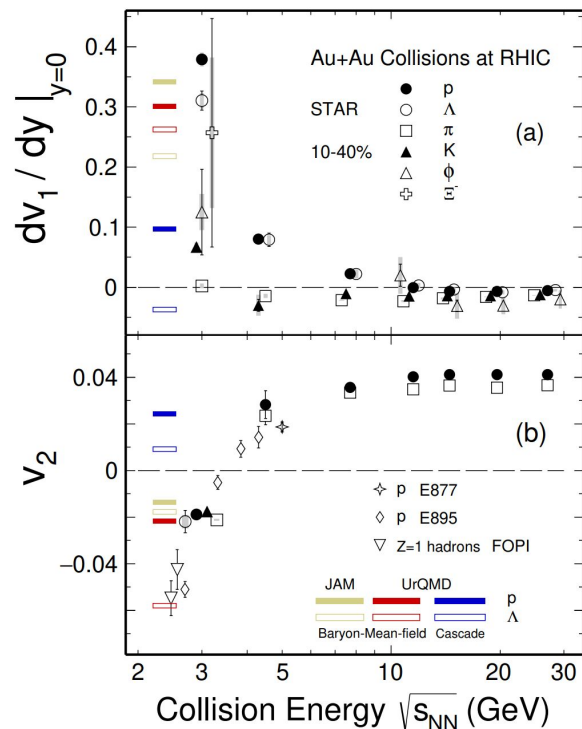 0.4
0.3
0.2
0.1
0
dv₁ / dy |y=0
Au+Au Collisions at RHIC
STAR
10-40%
p
Λ
π
K
ϕ
Ξ⁻
(a)
0.04
0
−0.04
v₂
(b)
p E877
p E895
Z=1 hadrons FOPI
JAM UrQMD
p
Λ
Baryon-Mean-field Cascade
2 3 4 5 10 20 30
Collision Energy √sNN (GeV)